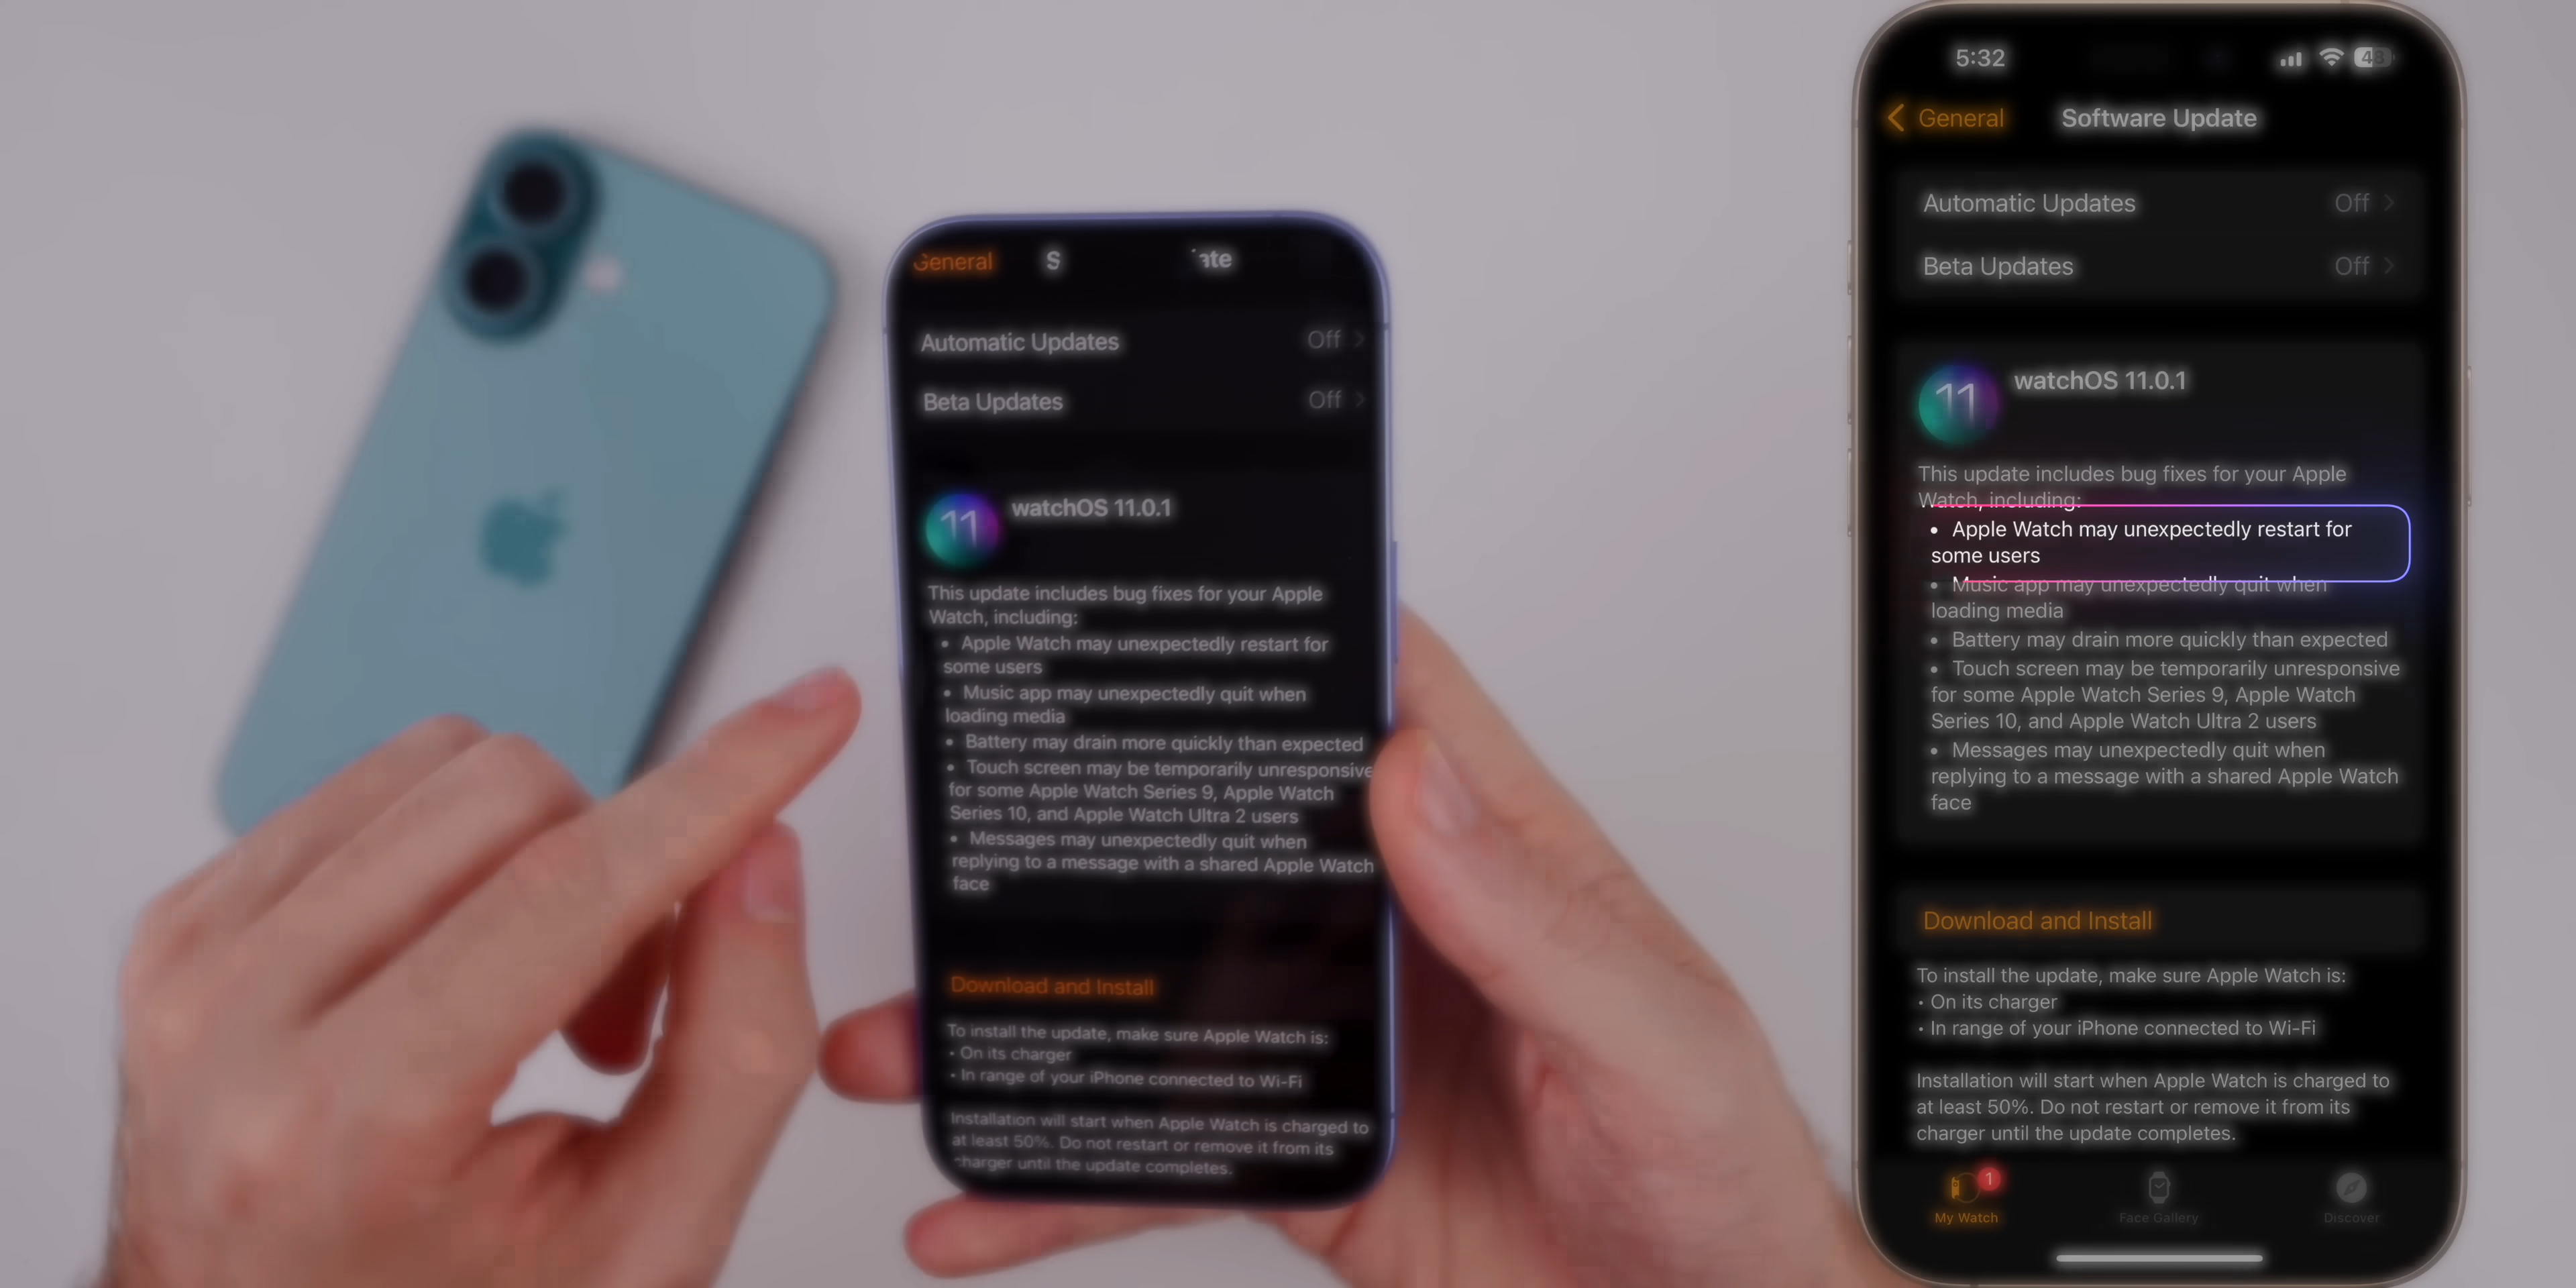 General
S
ate
Automatic Updates
Off
Beta Updates
Off
11
watchOS 11.0.1
This update includes bug fixes for your Apple
Watch, including:
• Apple Watch may unexpectedly restart for
some users
• Music app may unexpectedly quit when
loading media
• Battery may drain more quickly than expected
• Touch screen may be temporarily unresponsive
for some Apple Watch Series 9, Apple Watch
Series 10, and Apple Watch Ultra 2 users
• Messages may unexpectedly quit when
replying to a message with a shared Apple Watch
face
Download and Install
To install the update, make sure Apple Watch is:
• On its charger
• In range of your iPhone connected to Wi-Fi
Installation will start when Apple Watch is charged to
at least 50%. Do not restart or remove it from its
charger until the update completes.
5:32
48
General
Software Update
Automatic Updates
Off
Beta Updates
Off
11
watchOS 11.0.1
This update includes bug fixes for your Apple
Watch, including:
• Apple Watch may unexpectedly restart for
some users
• Music app may unexpectedly quit when
loading media
• Battery may drain more quickly than expected
• Touch screen may be temporarily unresponsive
for some Apple Watch Series 9, Apple Watch
Series 10, and Apple Watch Ultra 2 users
• Messages may unexpectedly quit when
replying to a message with a shared Apple Watch
face
Download and Install
To install the update, make sure Apple Watch is:
• On its charger
• In range of your iPhone connected to Wi-Fi
Installation will start when Apple Watch is charged to
at least 50%. Do not restart or remove it from its
charger until the update completes.
1
My Watch
Face Gallery
Discover